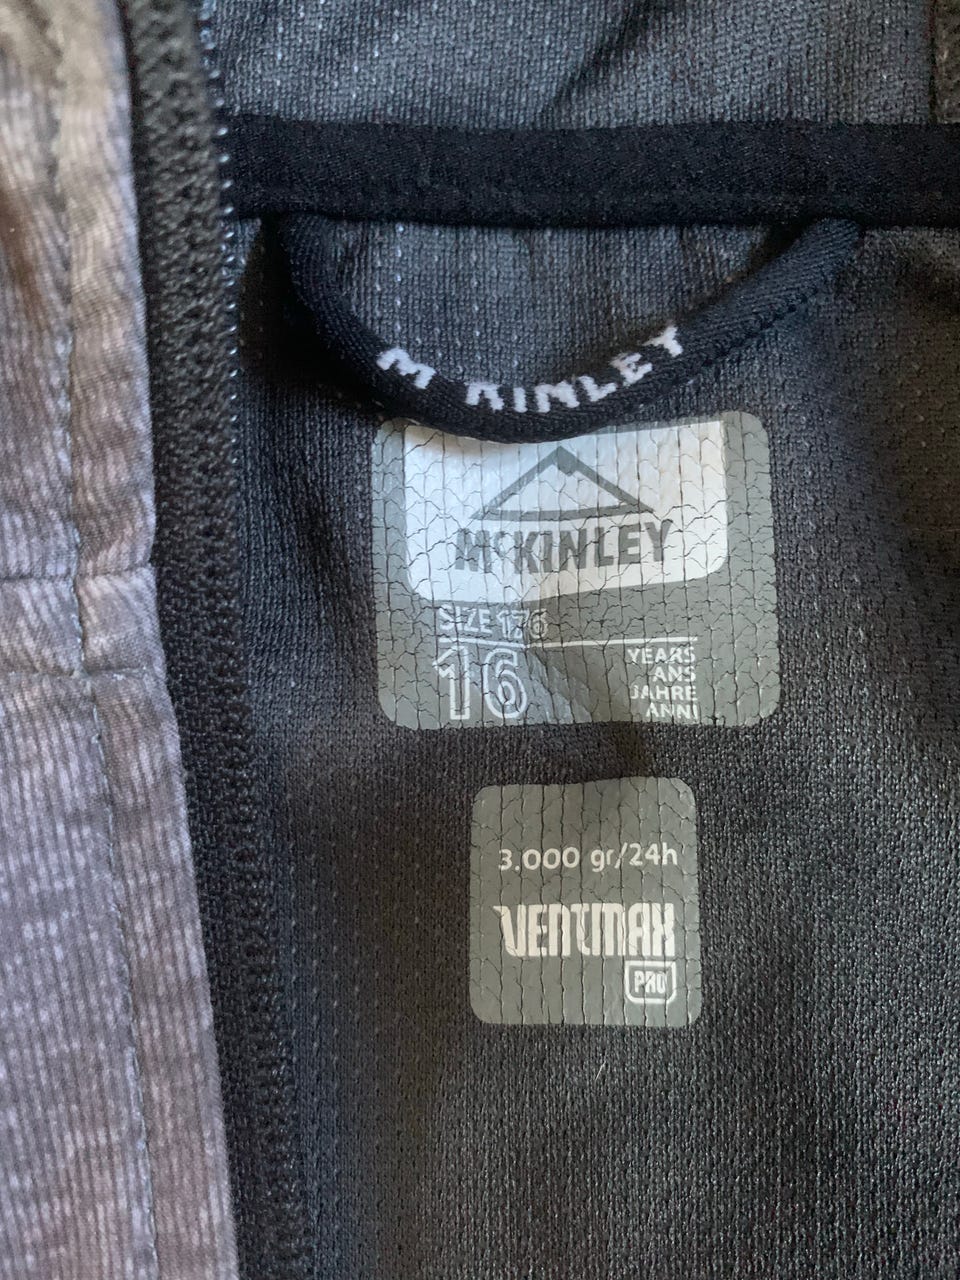 M KINLEY
McKINLEY
SIZE 176
16
YEARS
ANS
JAHRE
ANNI
3.000 gr/24h
VENTMAX
PRO